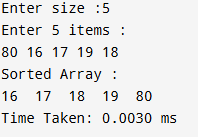 Enter size :5
Enter 5 items :
80 16 17 19 18
Sorted Array :
16  17  18  19  80
Time Taken: 0.0030 ms